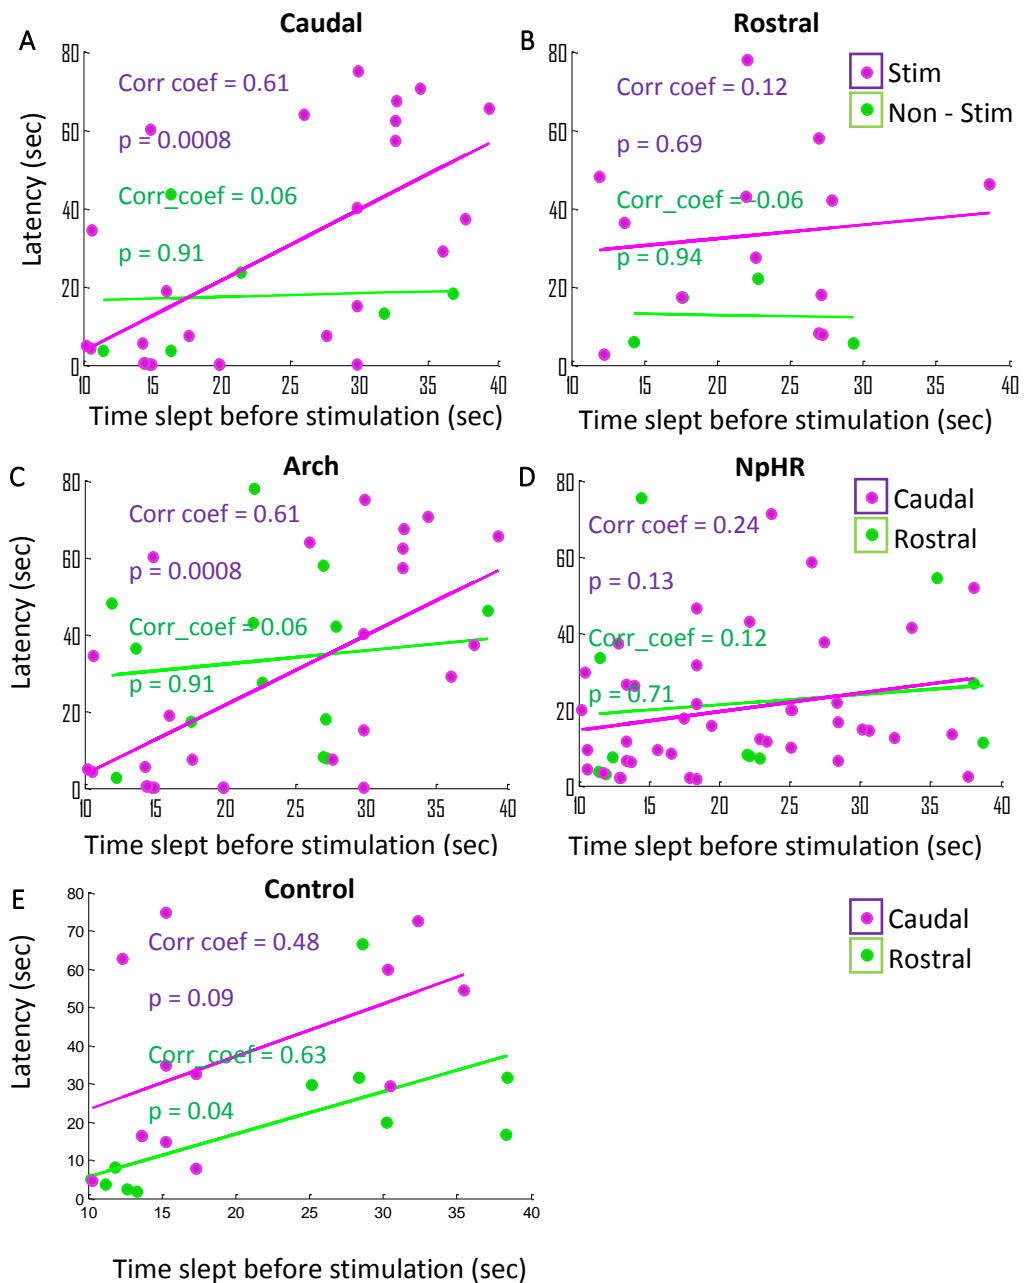 A
Caudal
80
60
40
20
0
Latency (sec)
Corr coef = 0.61
p = 0.0008
Corr_coef = 0.06
p = 0.91
10 15 20 25 30 35 40
Time slept before stimulation (sec)
B
Rostral
80
60
40
20
0
Corr coef = 0.12
p = 0.69
Corr_coef = -0.06
p = 0.94
Stim
Non - Stim
10 20 30 40
Time slept before stimulation (sec)
C
Arch
80
60
40
20
0
Latency (sec)
Corr coef = 0.61
p = 0.0008
Corr_coef = 0.06
p = 0.91
10 15 20 25 30 35 40
Time slept before stimulation (sec)
D
NpHR
80
60
40
20
0
Corr coef = 0.24
p = 0.13
Corr_coef = 0.12
p = 0.71
Caudal
Rostral
10 15 20 25 30 35 40
Time slept before stimulation (sec)
E
Control
80
70
60
50
40
30
20
10
0
Latency (sec)
Corr coef = 0.48
p = 0.09
Corr_coef = 0.63
p = 0.04
Caudal
Rostral
10 15 20 25 30 35 40
Time slept before stimulation (sec)